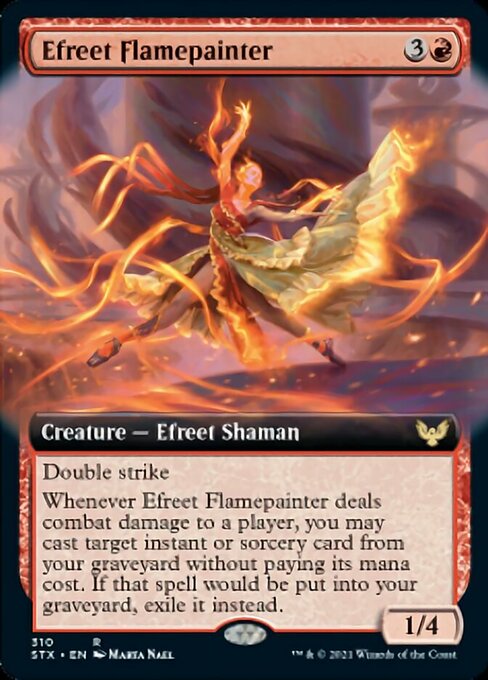 Efreet Flamepainter 3
Creature — Efreet Shaman
Double strike
Whenever Efreet Flamepainter deals
combat damage to a player, you may
cast target instant or sorcery card from
your graveyard without paying its mana
cost. If that spell would be put into your
graveyard, exile it instead.
1/4
310 R
STX • EN Marta Nael
™ & © 2021 Wizards of the Coast